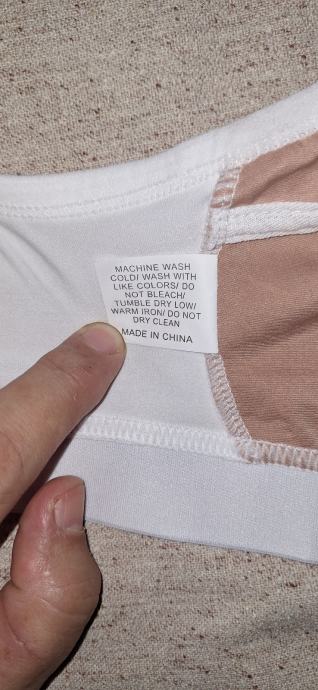 MACHINE WASH
COLD/ WASH WITH
LIKE COLORS/ DO
NOT BLEACH/
TUMBLE DRY LOW/
WARM IRON/ DO NOT
DRY CLEAN
MADE IN CHINA